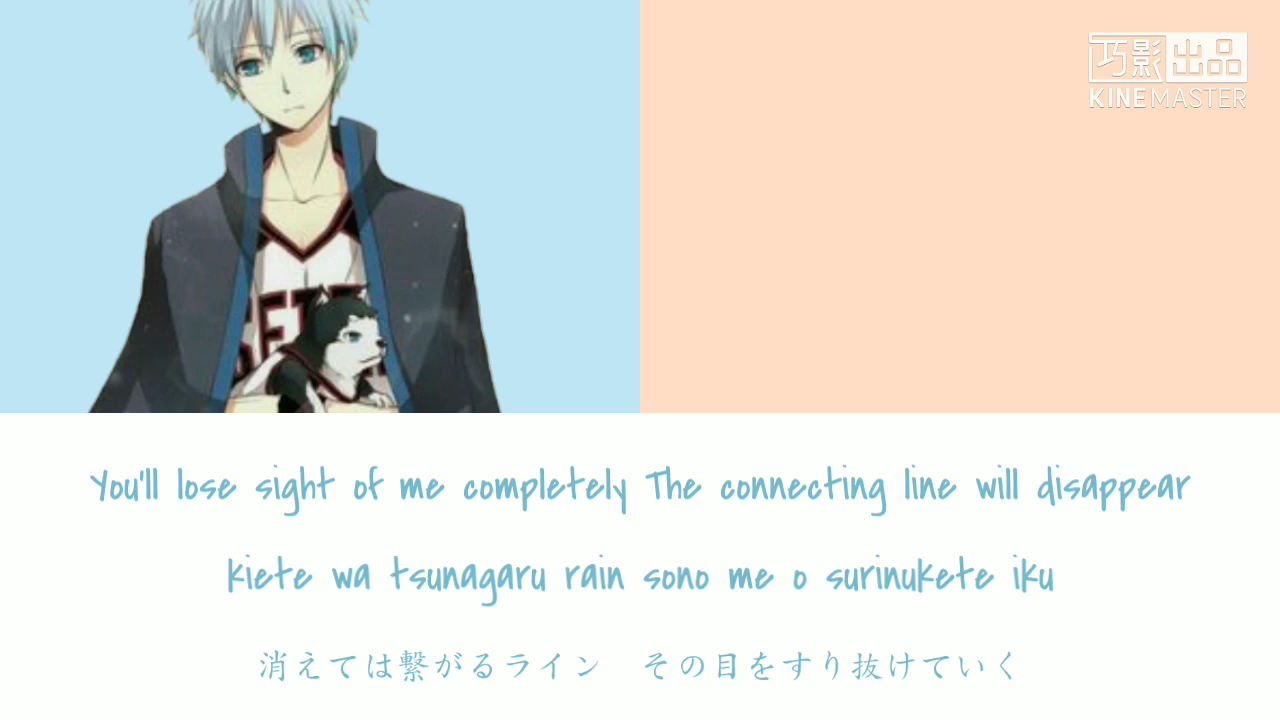 巧影出品
KINEMASTER
SEI
You'll lose sight of me completely The connecting line will disappear
kiete wa tsunagaru rain sono me o surinukete iku
消えては繋がるライン　その目をすり抜けていく